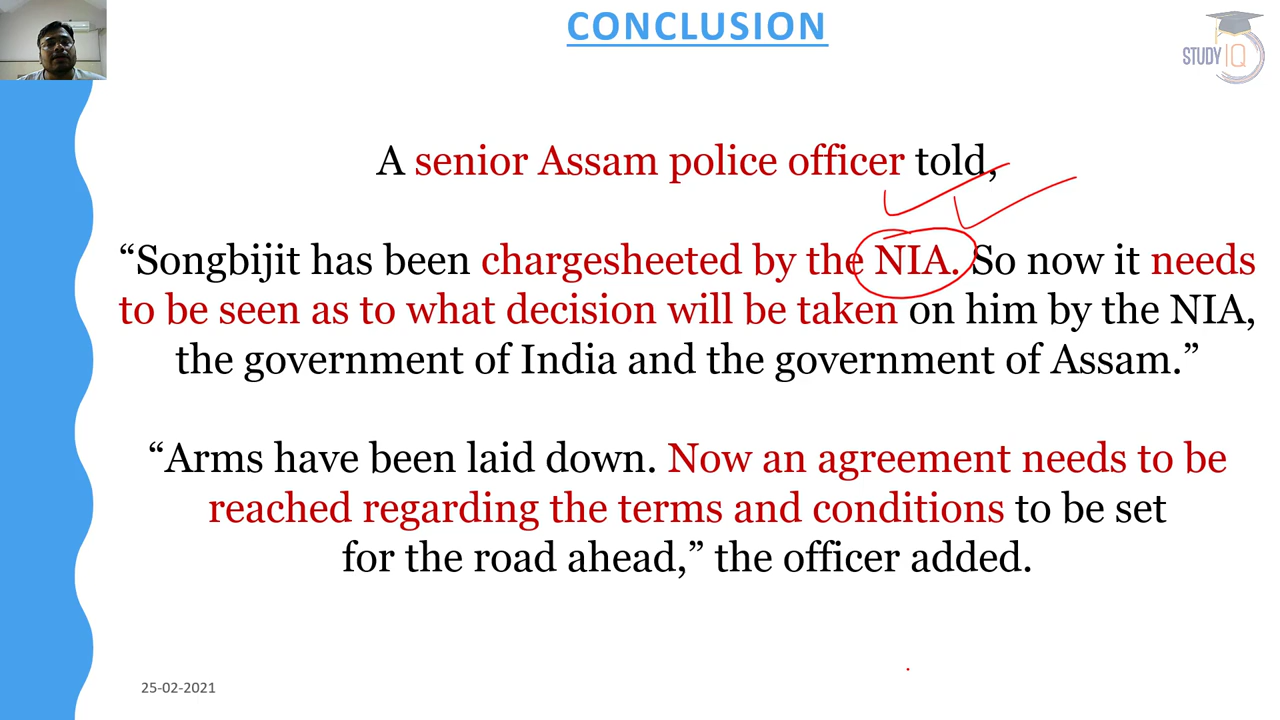 CONCLUSION
STUDY IQ
A senior Assam police officer told,
“Songbijit has been chargesheeted by the NIA. So now it needs
to be seen as to what decision will be taken on him by the NIA,
the government of India and the government of Assam.”
“Arms have been laid down. Now an agreement needs to be
reached regarding the terms and conditions to be set
for the road ahead,” the officer added.
25-02-2021